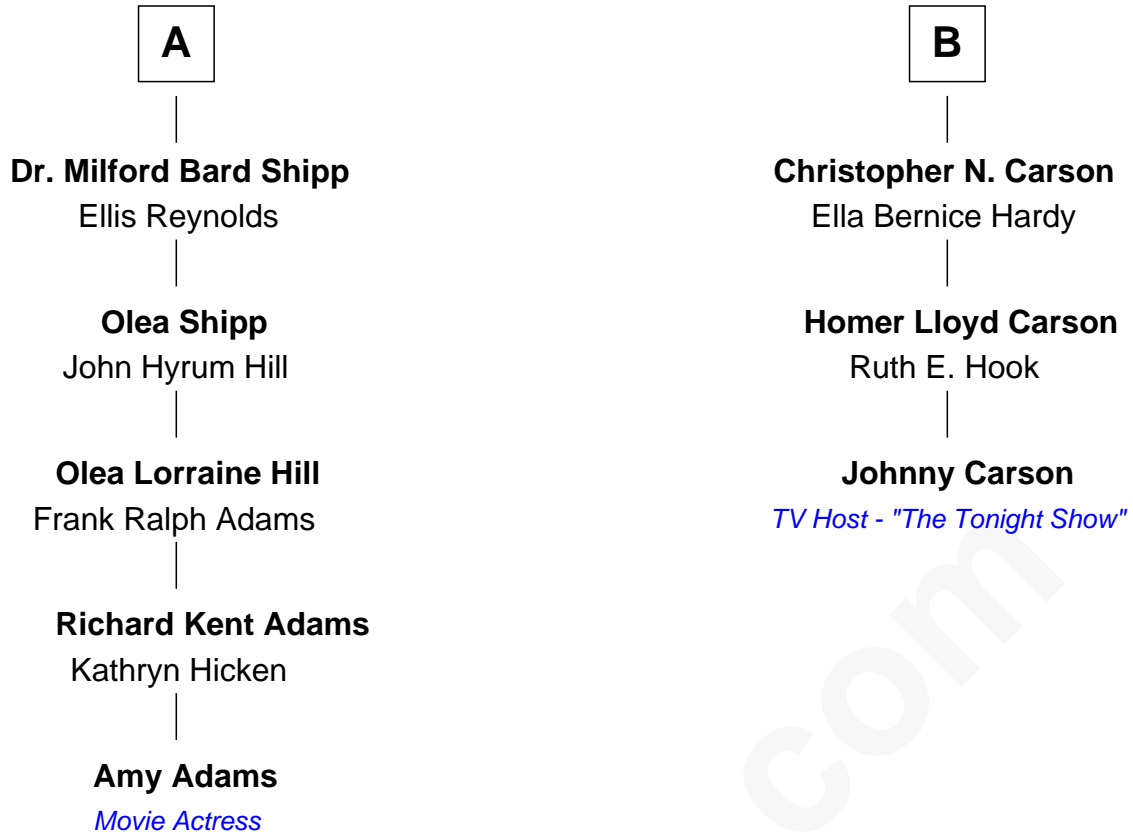 A
Dr. Milford Bard Shipp
Ellis Reynolds
Olea Shipp
John Hyrum Hill
Olea Lorraine Hill
Frank Ralph Adams
Richard Kent Adams
Kathryn Hicken
Amy Adams
Movie Actress
B
Christopher N. Carson
Ella Bernice Hardy
Homer Lloyd Carson
Ruth E. Hook
Johnny Carson
TV Host - "The Tonight Show"
com